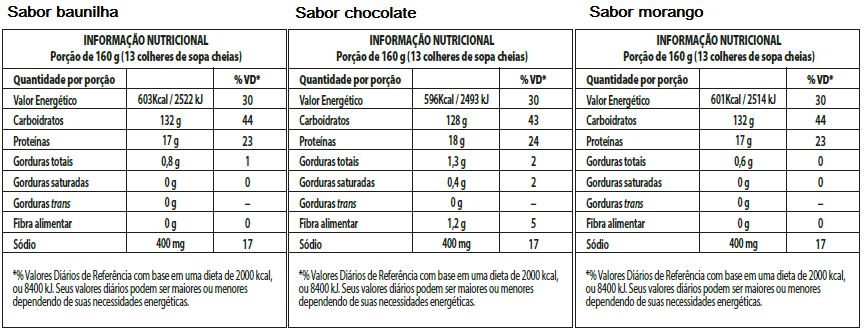 Sabor baunilha
INFORMAÇÃO NUTRICIONAL
Porção de 160 g (13 colheres de sopa cheias)
Quantidade por porção % VD*
Valor Energético 603Kcal / 2522 kJ 30
Carboidratos 132 g 44
Proteínas 17 g 23
Gorduras totais 0,8 g 1
Gorduras saturadas 0 g 0
Gorduras trans 0 g –
Fibra alimentar 0 g 0
Sódio 400 mg 17
*% Valores Diários de Referência com base em uma dieta de 2000 kcal,
ou 8400 kJ. Seus valores diários podem ser maiores ou menores
dependendo de suas necessidades energéticas.
Sabor chocolate
INFORMAÇÃO NUTRICIONAL
Porção de 160 g (13 colheres de sopa cheias)
Quantidade por porção % VD*
Valor Energético 596Kcal / 2493 kJ 30
Carboidratos 128 g 43
Proteínas 18 g 24
Gorduras totais 1,3 g 2
Gorduras saturadas 0,4 g 2
Gorduras trans 0 g –
Fibra alimentar 1,2 g 5
Sódio 400 mg 17
*% Valores Diários de Referência com base em uma dieta de 2000 kcal,
ou 8400 kJ. Seus valores diários podem ser maiores ou menores
dependendo de suas necessidades energéticas.
Sabor morango
INFORMAÇÃO NUTRICIONAL
Porção de 160 g (13 colheres de sopa cheias)
Quantidade por porção % VD*
Valor Energético 601Kcal / 2514 kJ 30
Carboidratos 132 g 44
Proteínas 17 g 23
Gorduras totais 0,6 g 0
Gorduras saturadas 0 g 0
Gorduras trans 0 g –
Fibra alimentar 0 g 0
Sódio 400 mg 17
*% Valores Diários de Referência com base em uma dieta de 2000 kcal,
ou 8400 kJ. Seus valores diários podem ser maiores ou menores
dependendo de suas necessidades energéticas.